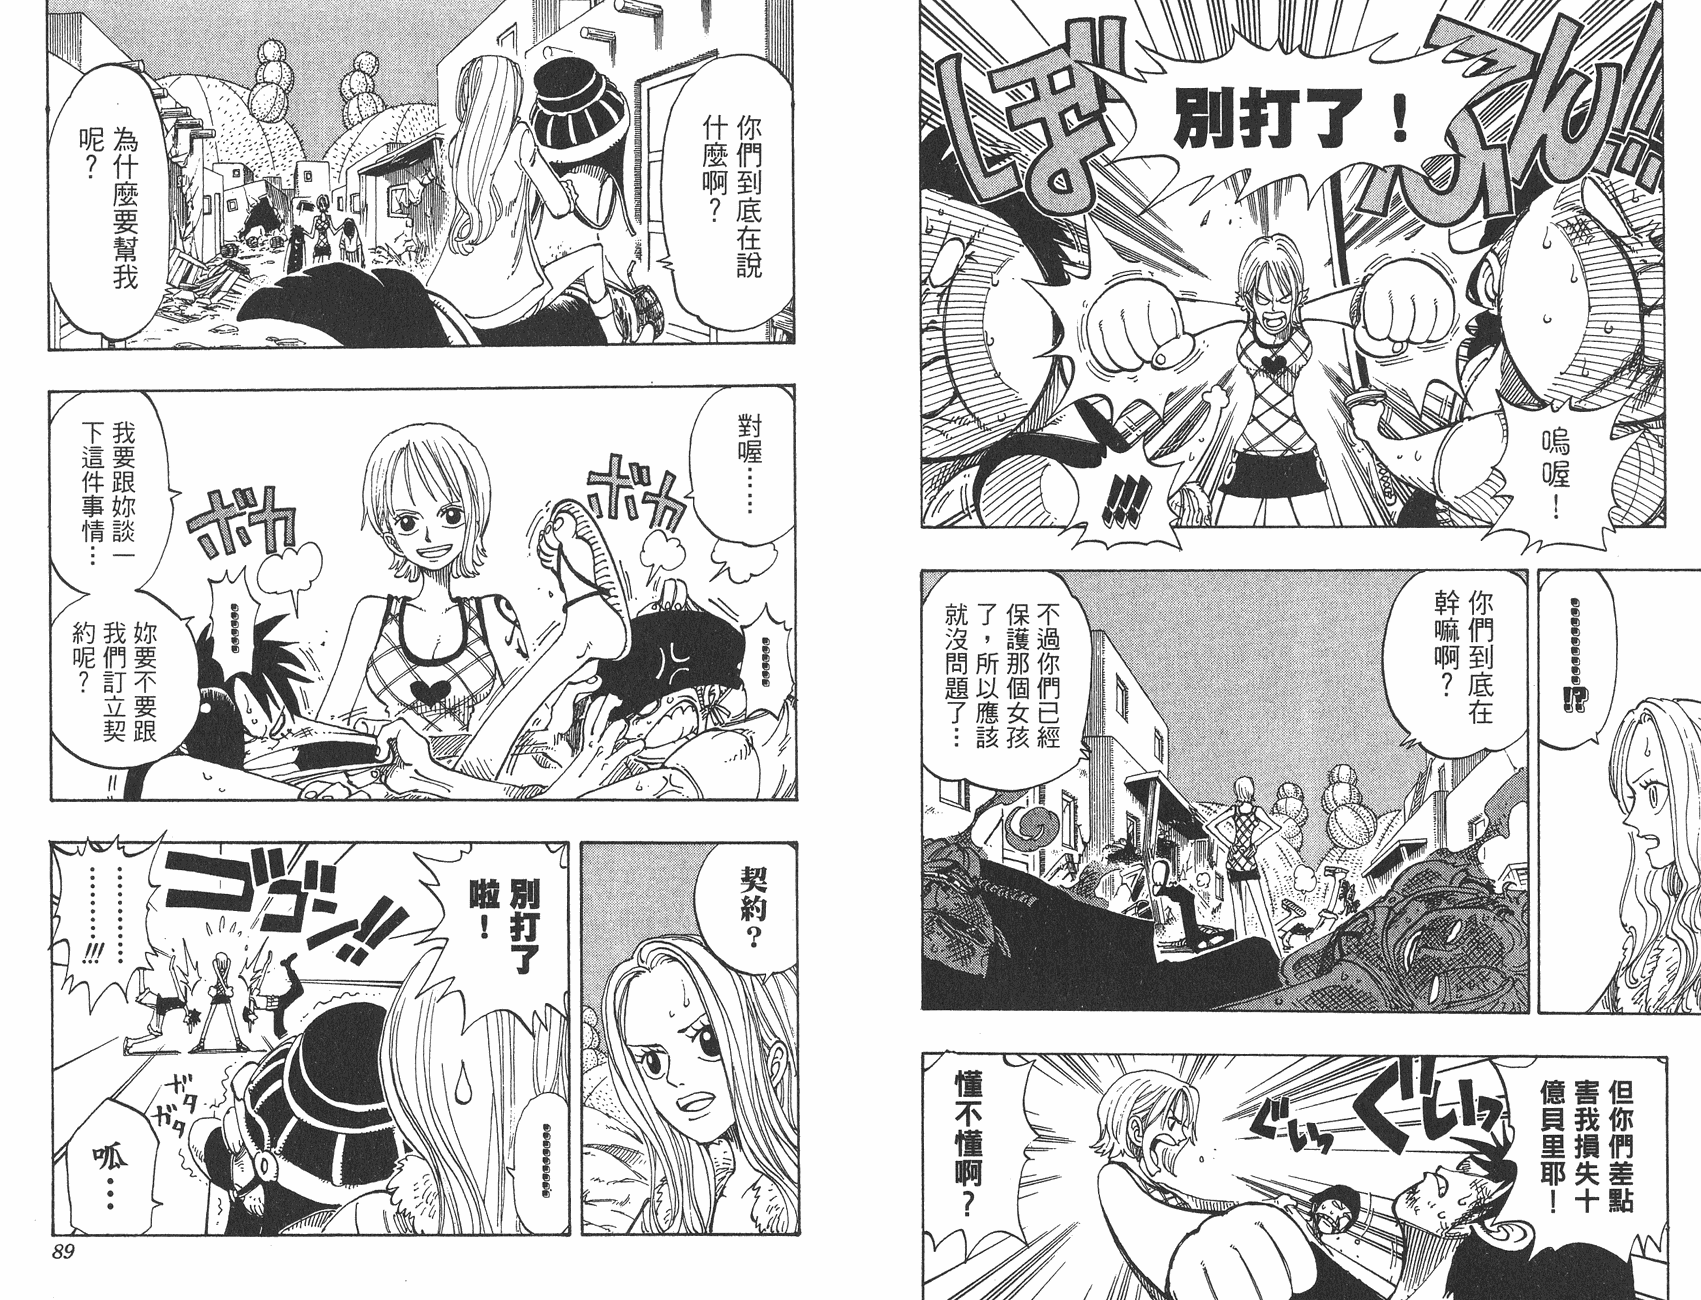 ぼ
かん!!!
別打了！
嗚喔！
!!!
………!?
你們到底在
幹嘛啊？
不過你們已經
保護那個女孩
了，所以應該
就沒問題了…
但你們差點
害我損失十
億貝里耶！
ぐいっ
ぐいっ
懂不懂啊？
你們到底在說
什麼啊？
為什麼要幫我
呢？
對喔……
ボカ
ボカ
………
………
我要跟妳談一
下這件事情…
妳要不要跟
我們訂立契
約呢？
契約？
………
別打了
啦！
ゴゴン!!
…………!!!
ガタ
ガタ
呱…
89